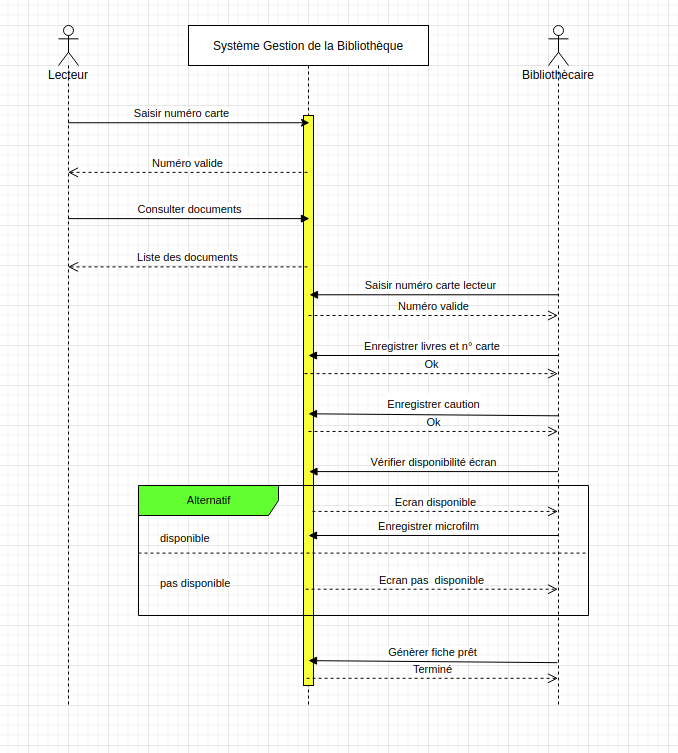 Système Gestion de la Bibliothèque
Lecteur
Bibliothècaire
Saisir numéro carte
Numéro valide
Consulter documents
Liste des documents
Saisir numéro carte lecteur
Numéro valide
Enregistrer livres et n° carte
Ok
Enregistrer caution
Ok
Vérifier disponibilité écran
Alternatif
Ecran disponible
Enregistrer microfilm
disponible
Ecran pas  disponible
pas disponible
Génèrer fiche prêt
Terminé